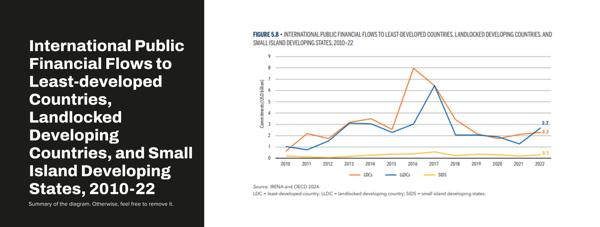 International Public
Financial Flows to
Least-developed
Countries,
Landlocked
Developing
Countries, and Small
Island Developing
States, 2010-22
Summary of the diagram. Otherwise, feel free to remove it.
FIGURE 5.8 • INTERNATIONAL PUBLIC FINANCIAL FLOWS TO LEAST-DEVELOPED COUNTRIES, LANDLOCKED DEVELOPING COUNTRIES, AND
SMALL ISLAND DEVELOPING STATES, 2010–22
Commitments (USD billion)
9
8
7
6
5
4
3
2
1
0
2.7
2.3
0.3
2010 2011 2012 2013 2014 2015 2016 2017 2018 2019 2020 2021 2022
LDCs LLDCs SIDS
Source: IRENA and OECD 2024.
LDC = least-developed country; LLDC = landlocked developing country; SIDS = small island developing states.